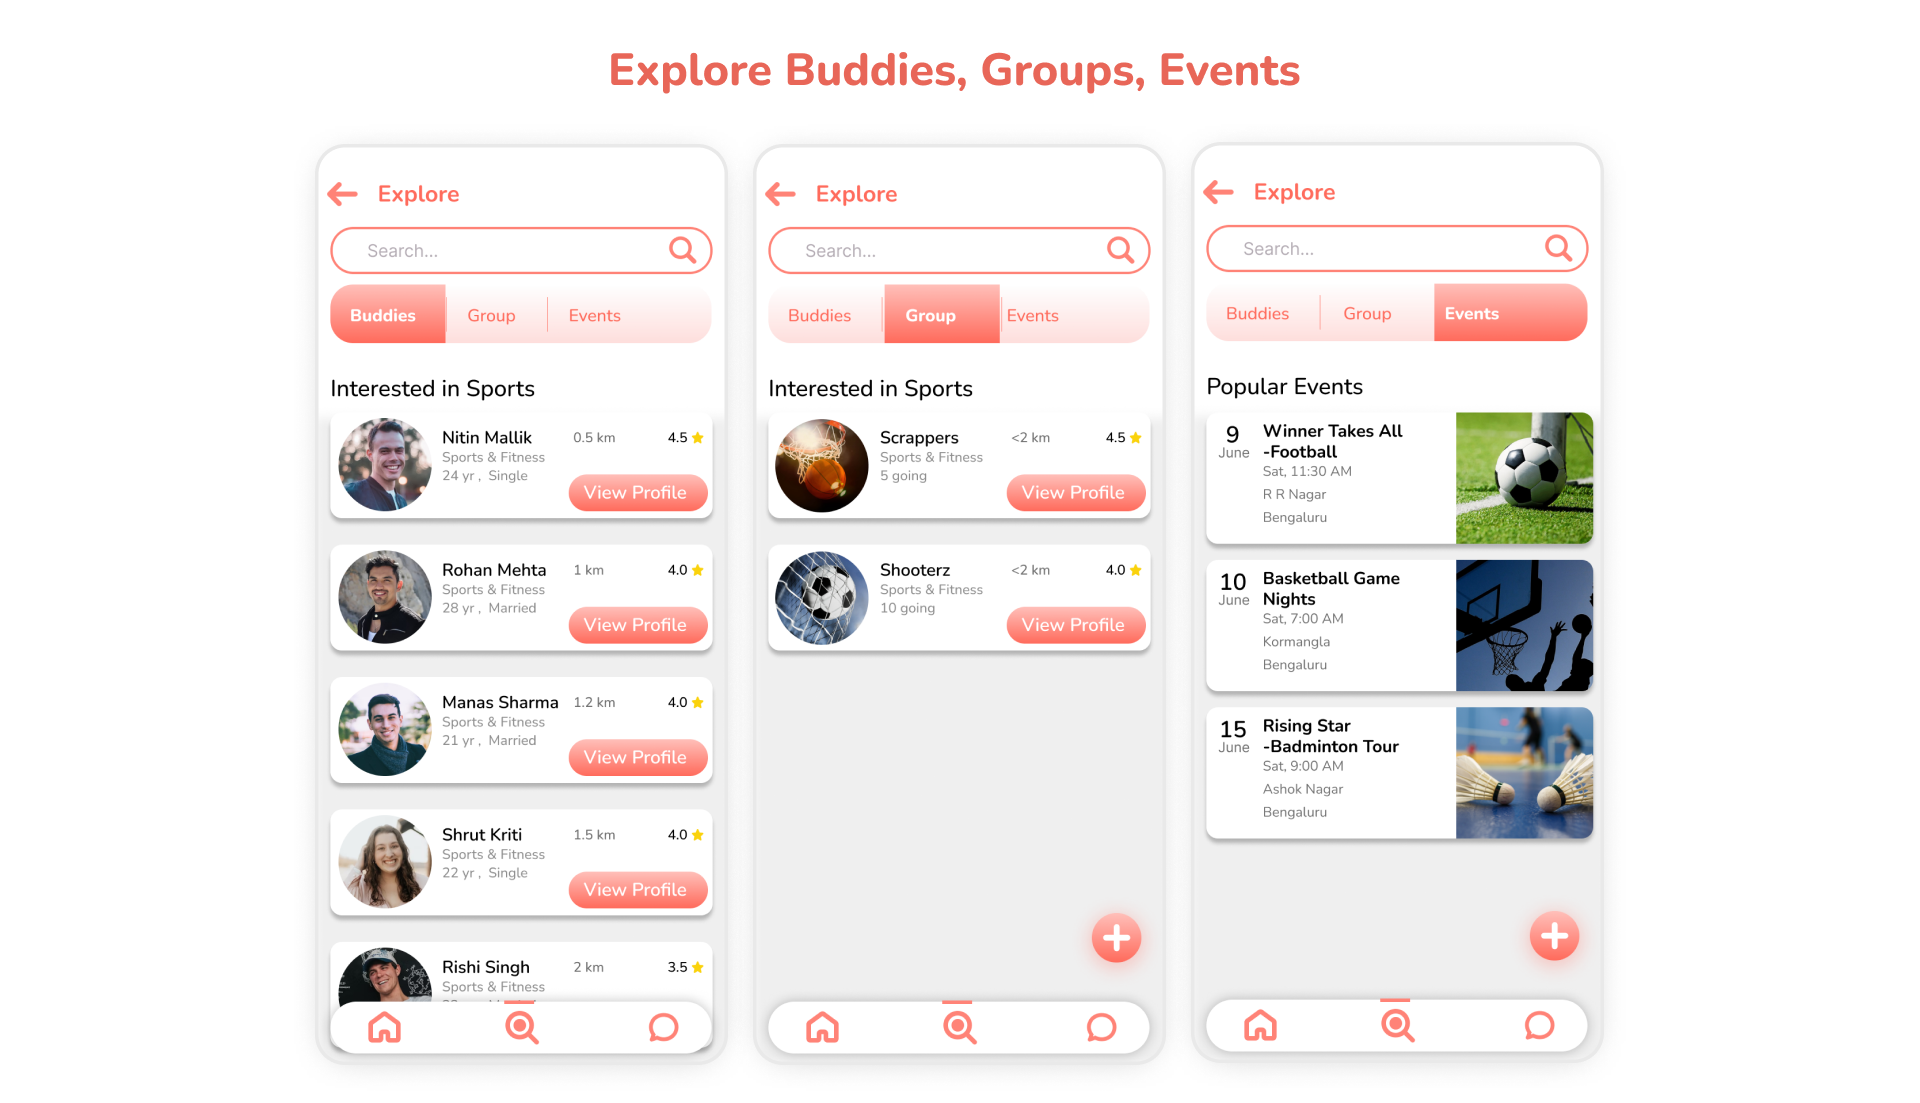 Explore Buddies, Groups, Events
Explore
Search...
Buddies Group Events
Interested in Sports
Nitin Mallik 0.5 km 4.5
Sports & Fitness
24 yr , Single
View Profile
Rohan Mehta 1 km 4.0
Sports & Fitness
28 yr , Married
View Profile
Manas Sharma 1.2 km 4.0
Sports & Fitness
21 yr , Married
View Profile
Shrut Kriti 1.5 km 4.0
Sports & Fitness
22 yr , Single
View Profile
Rishi Singh 2 km 3.5
Sports & Fitness
Explore
Search...
Buddies Group Events
Interested in Sports
Scrappers <2 km 4.5
Sports & Fitness
5 going
View Profile
Shooterz <2 km 4.0
Sports & Fitness
10 going
View Profile
Explore
Search...
Buddies Group Events
Popular Events
9 June
Winner Takes All
-Football
Sat, 11:30 AM
R R Nagar
Bengaluru
10 June
Basketball Game
Nights
Sat, 7:00 AM
Kormangla
Bengaluru
15 June
Rising Star
-Badminton Tour
Sat, 9:00 AM
Ashok Nagar
Bengaluru